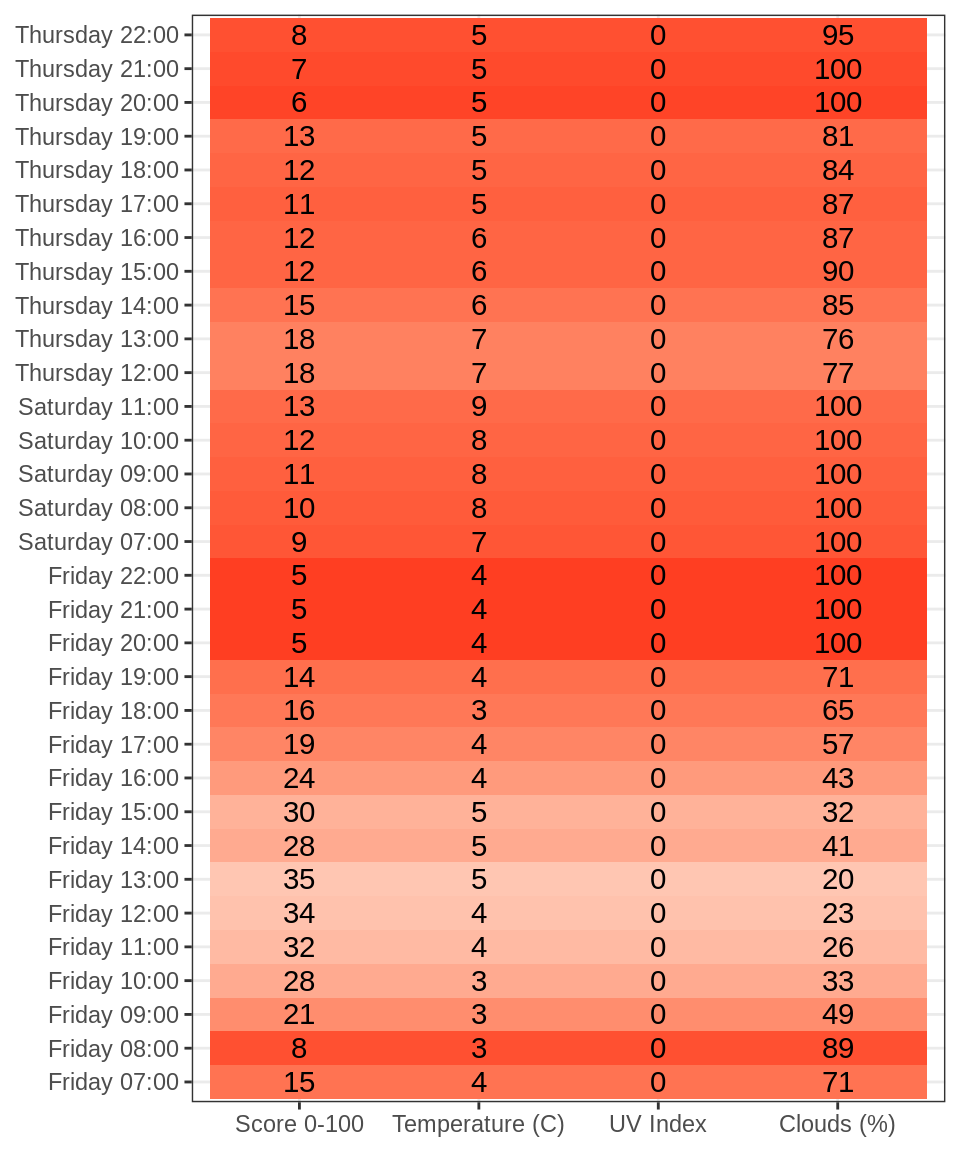 Thursday 22:00 8 5 0 95
Thursday 21:00 7 5 0 100
Thursday 20:00 6 5 0 100
Thursday 19:00 13 5 0 81
Thursday 18:00 12 5 0 84
Thursday 17:00 11 5 0 87
Thursday 16:00 12 6 0 87
Thursday 15:00 12 6 0 90
Thursday 14:00 15 6 0 85
Thursday 13:00 18 7 0 76
Thursday 12:00 18 7 0 77
Saturday 11:00 13 9 0 100
Saturday 10:00 12 8 0 100
Saturday 09:00 11 8 0 100
Saturday 08:00 10 8 0 100
Saturday 07:00 9 7 0 100
Friday 22:00 5 4 0 100
Friday 21:00 5 4 0 100
Friday 20:00 5 4 0 100
Friday 19:00 14 4 0 71
Friday 18:00 16 3 0 65
Friday 17:00 19 4 0 57
Friday 16:00 24 4 0 43
Friday 15:00 30 5 0 32
Friday 14:00 28 5 0 41
Friday 13:00 35 5 0 20
Friday 12:00 34 4 0 23
Friday 11:00 32 4 0 26
Friday 10:00 28 3 0 33
Friday 09:00 21 3 0 49
Friday 08:00 8 3 0 89
Friday 07:00 15 4 0 71
Score 0-100 Temperature (C) UV Index Clouds (%)